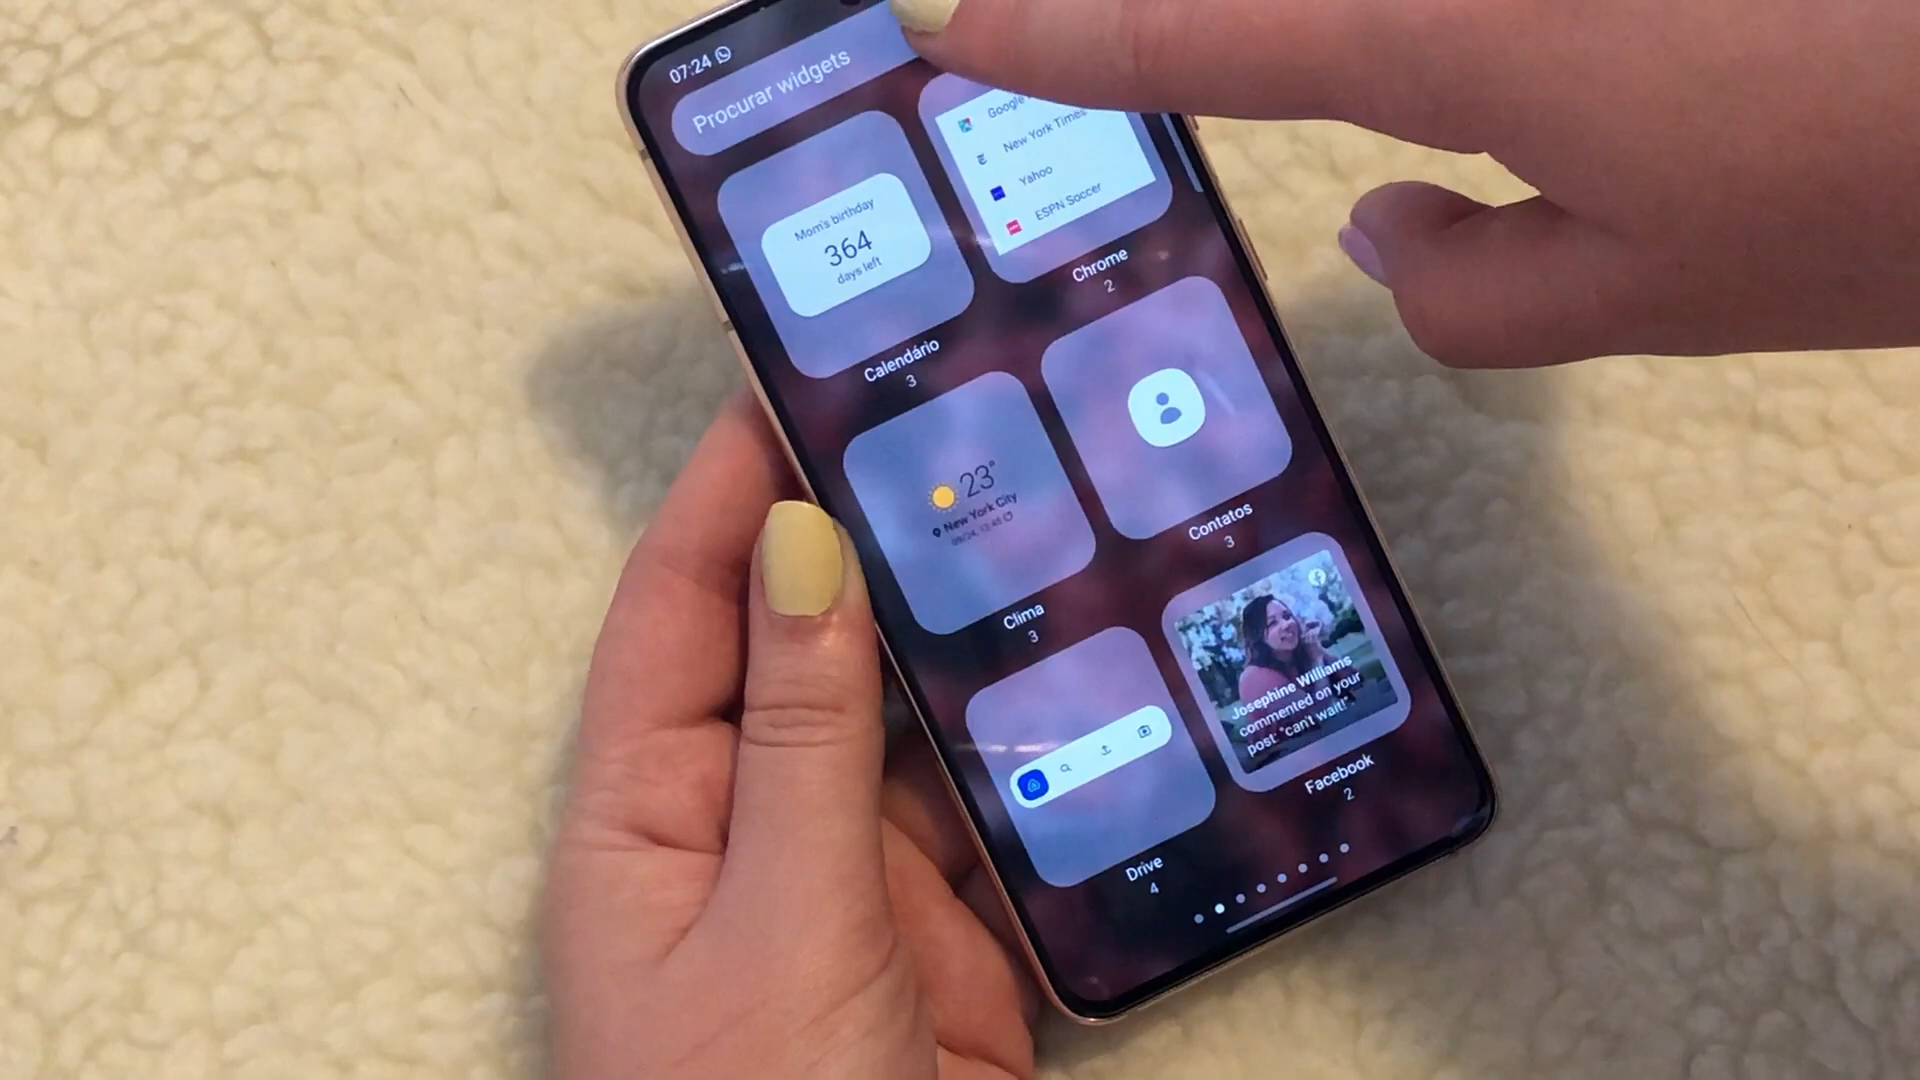 07:24
Procurar widgets
Mom's birthday
364
days left
Calendário
3
Google
New York Times
Yahoo
ESPN Soccer
Chrome
2
23°
New York City
Clima
3
Contatos
3
Drive
4
Josephine Williams
commented on your
post: "can't wait!".
Facebook
2